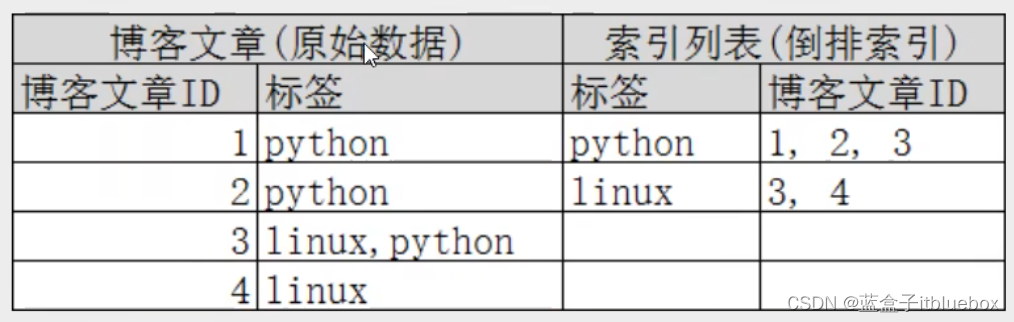 博客文章(原始数据) 索引列表(倒排索引)
博客文章ID 标签 标签 博客文章ID
1 python python 1, 2, 3
2 python linux 3, 4
3 linux,python
4 linux
CSDN @蓝盒子itbluebox